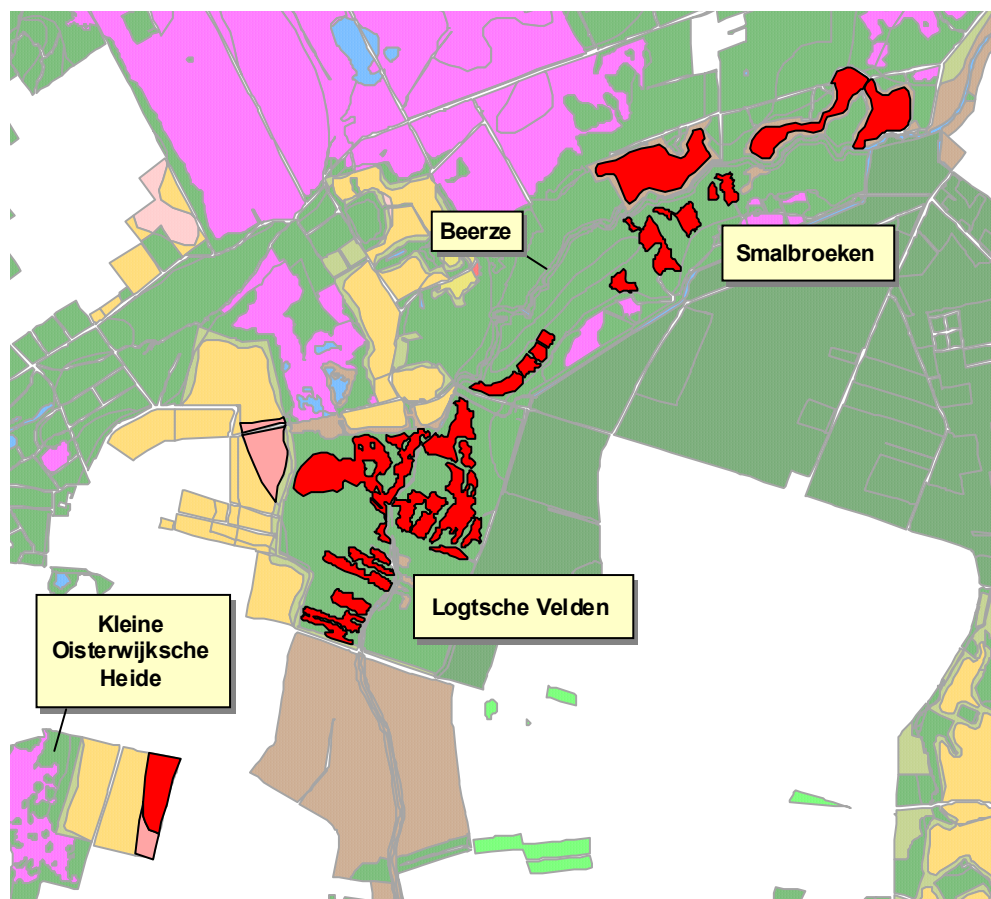 Beerze
Smalbroeken
Logtsche Velden
Kleine
Oisterwijksche
Heide